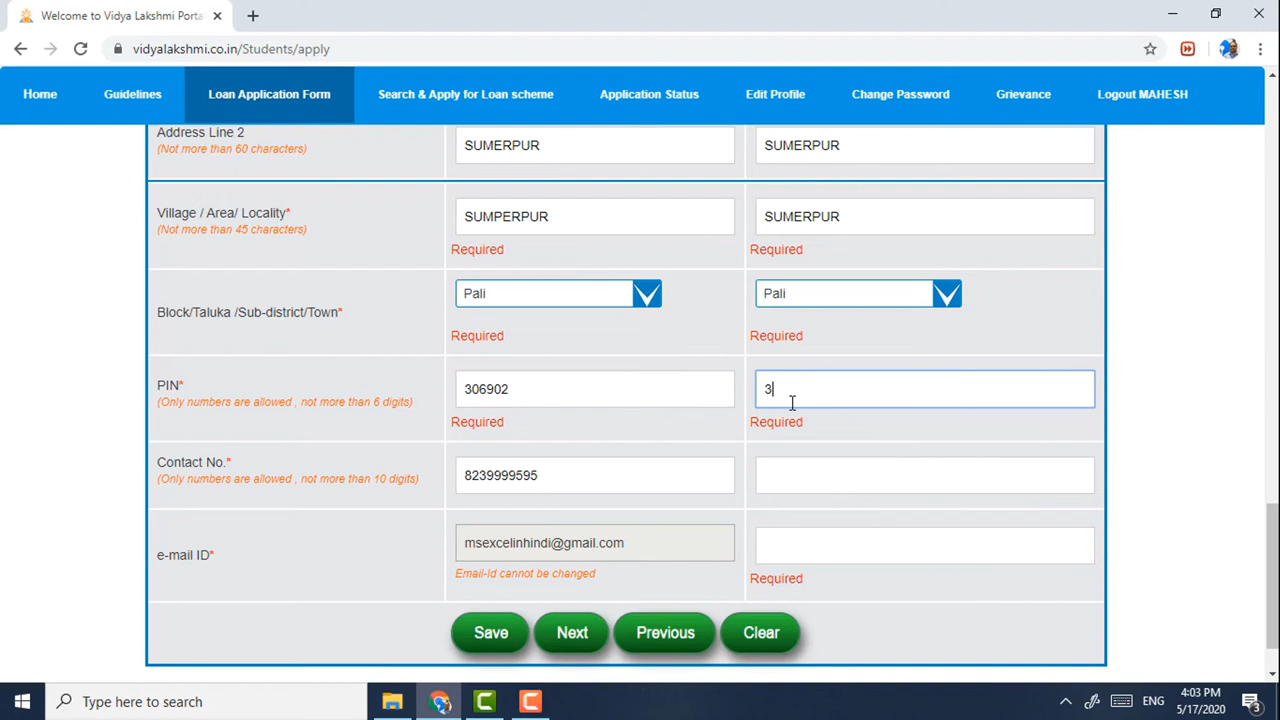 Welcome to Vidya Lakshmi Porta
vidyalakshmi.co.in/Students/apply
Home
Guidelines
Loan Application Form
Search & Apply for Loan scheme
Application Status
Edit Profile
Change Password
Grievance
Logout MAHESH
Address Line 2
(Not more than 60 characters)
SUMERPUR
SUMERPUR
Village / Area/ Locality*
(Not more than 45 characters)
SUMPERPUR
SUMERPUR
Required
Required
Block/Taluka /Sub-district/Town*
Pali
Pali
Required
Required
PIN*
(Only numbers are allowed , not more than 6 digits)
306902
3
Required
Required
Contact No.*
(Only numbers are allowed , not more than 10 digits)
8239999595
e-mail ID*
msexcelinhindi@gmail.com
Email-Id cannot be changed
Required
Save
Next
Previous
Clear
Type here to search
ENG
4:03 PM
5/17/2020
3